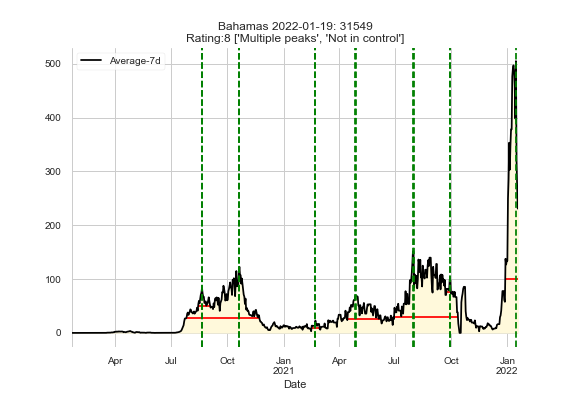 Bahamas 2022-01-19: 31549
Rating:8 ['Multiple peaks', 'Not in control']
Average-7d
500
400
300
200
100
0
Apr Jul Oct Jan Apr Jul Oct Jan
2021 2022
Date